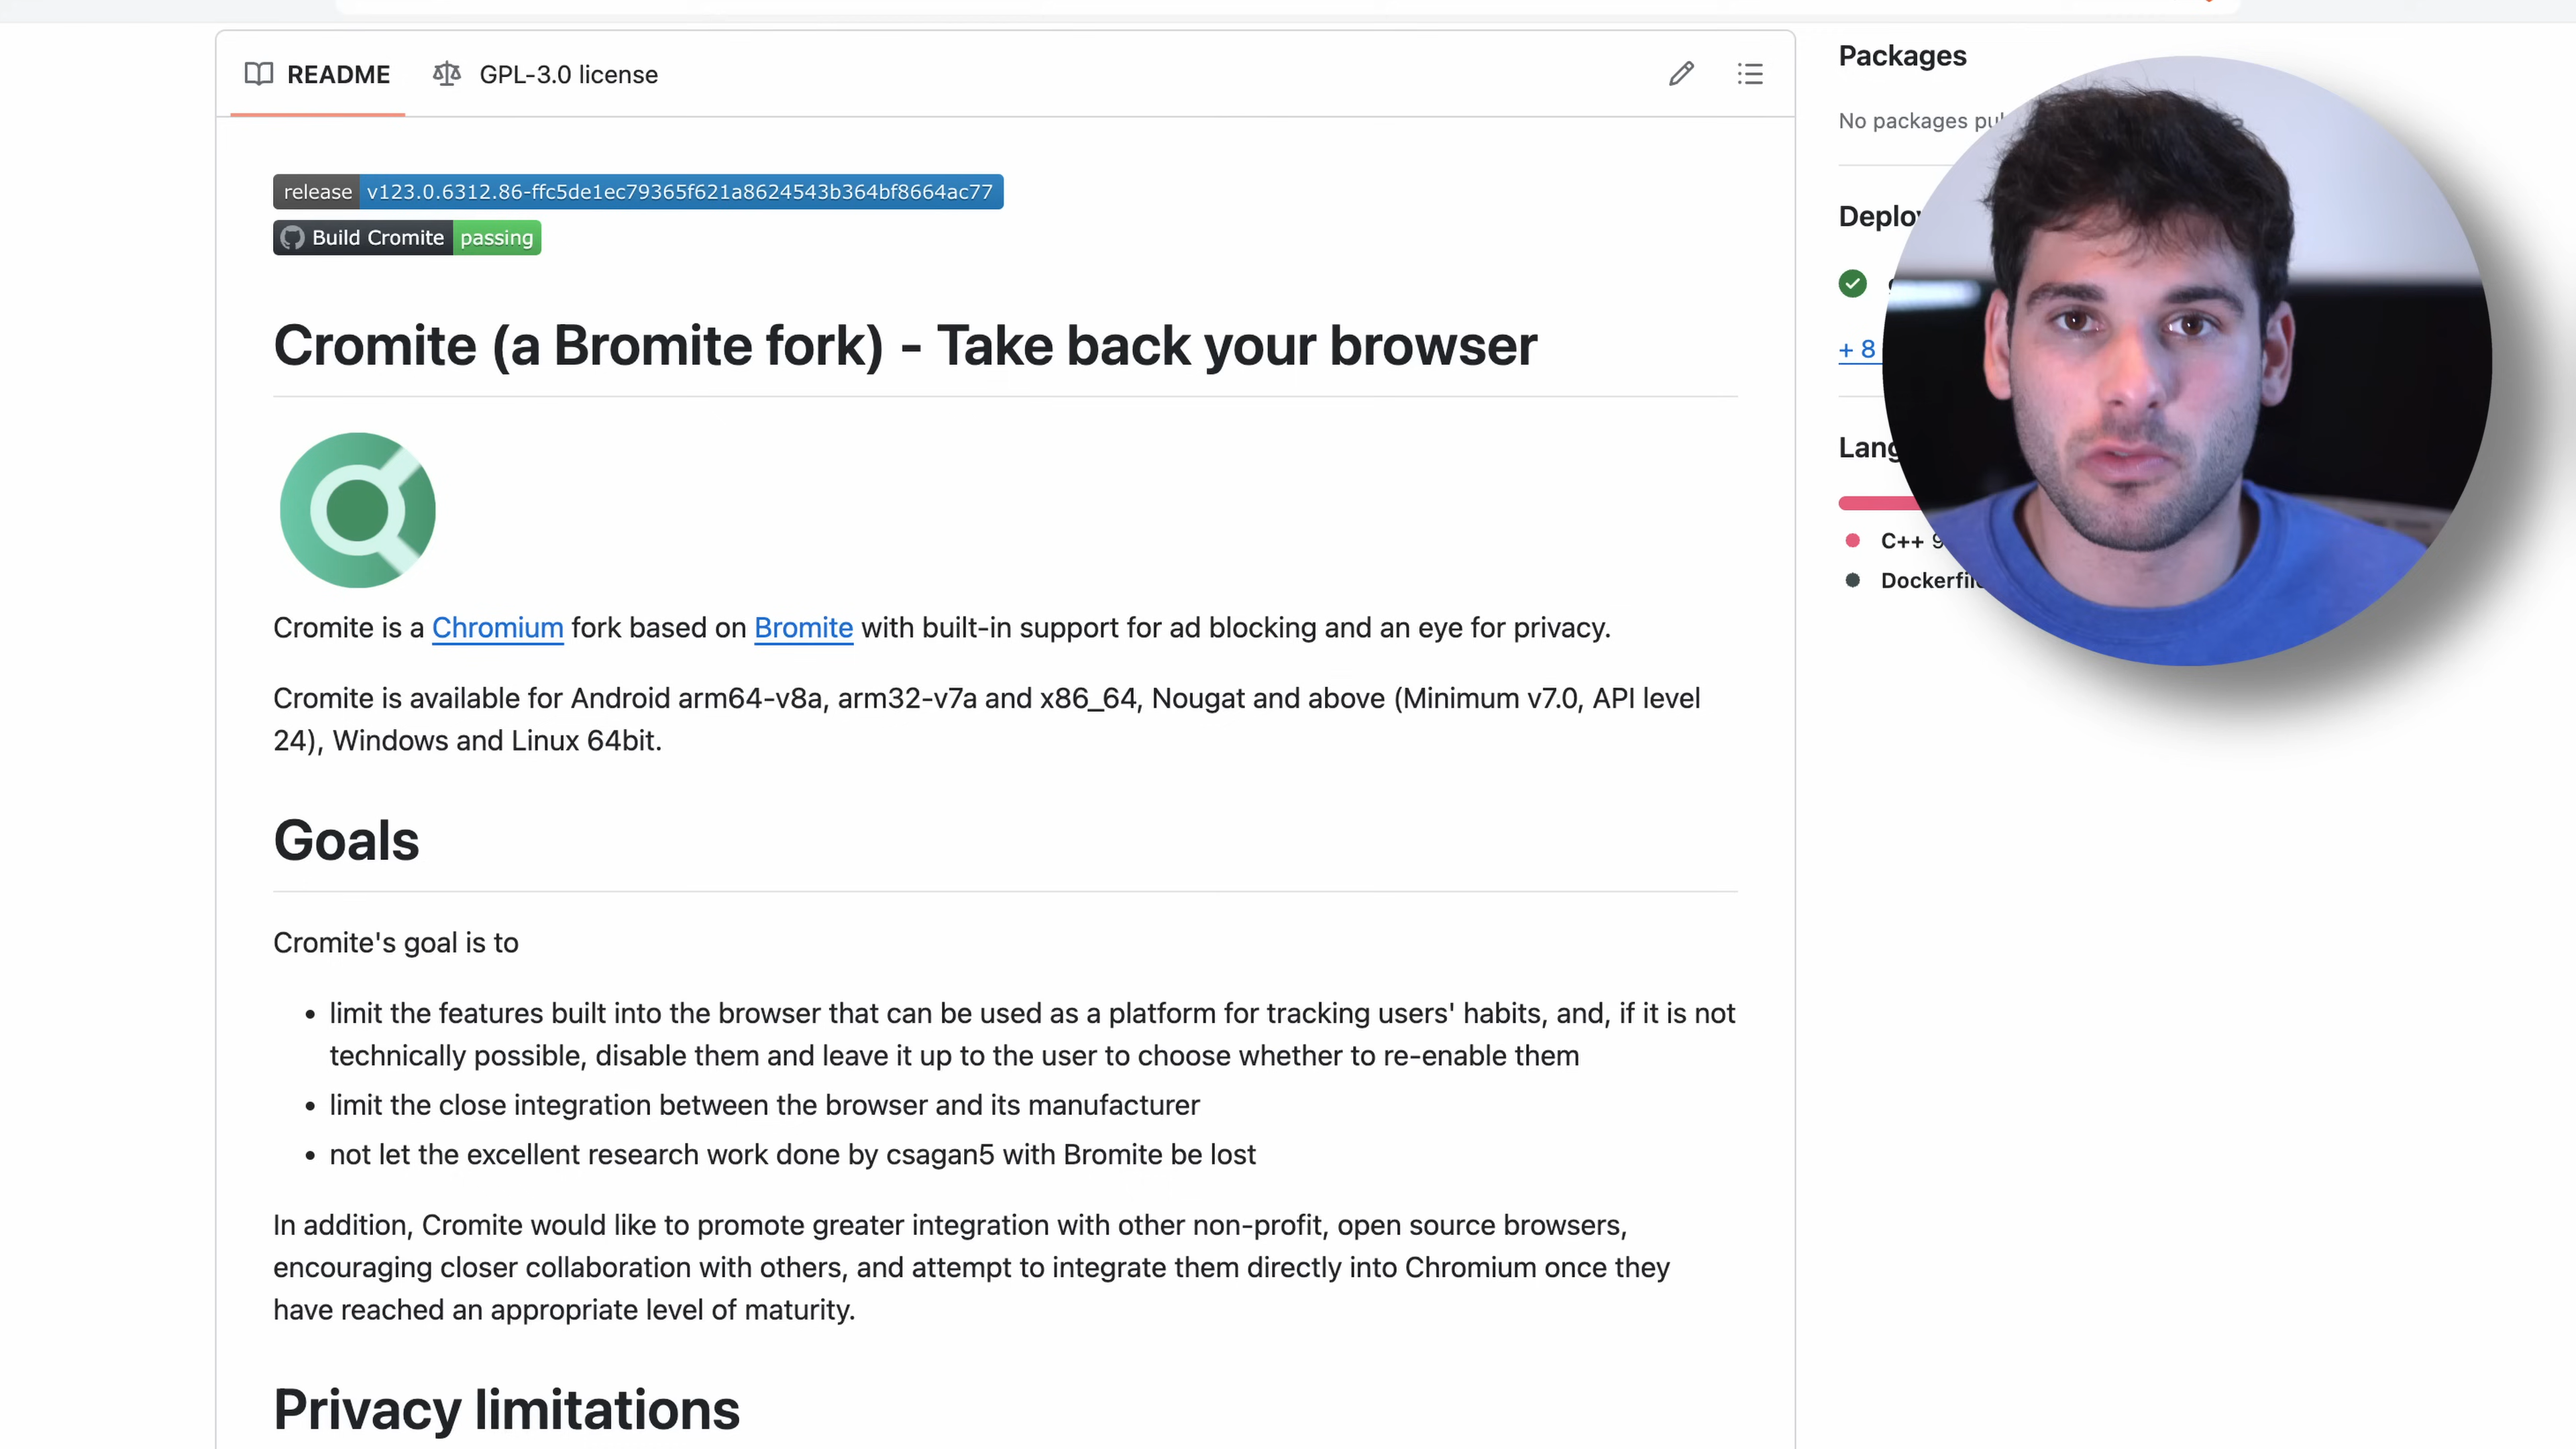 README
GPL-3.0 license
release v123.0.6312.86-ffc5de1ec79365f621a8624543b364bf8664ac77
Build Cromite passing
Cromite (a Bromite fork) - Take back your browser
Cromite is a Chromium fork based on Bromite with built-in support for ad blocking and an eye for privacy.
Cromite is available for Android arm64-v8a, arm32-v7a and x86_64, Nougat and above (Minimum v7.0, API level
24), Windows and Linux 64bit.
Goals
Cromite's goal is to
• limit the features built into the browser that can be used as a platform for tracking users' habits, and, if it is not
technically possible, disable them and leave it up to the user to choose whether to re-enable them
• limit the close integration between the browser and its manufacturer
• not let the excellent research work done by csagan5 with Bromite be lost
In addition, Cromite would like to promote greater integration with other non-profit, open source browsers,
encouraging closer collaboration with others, and attempt to integrate them directly into Chromium once they
have reached an appropriate level of maturity.
Privacy limitations
Packages
No packages
+ 8
C++